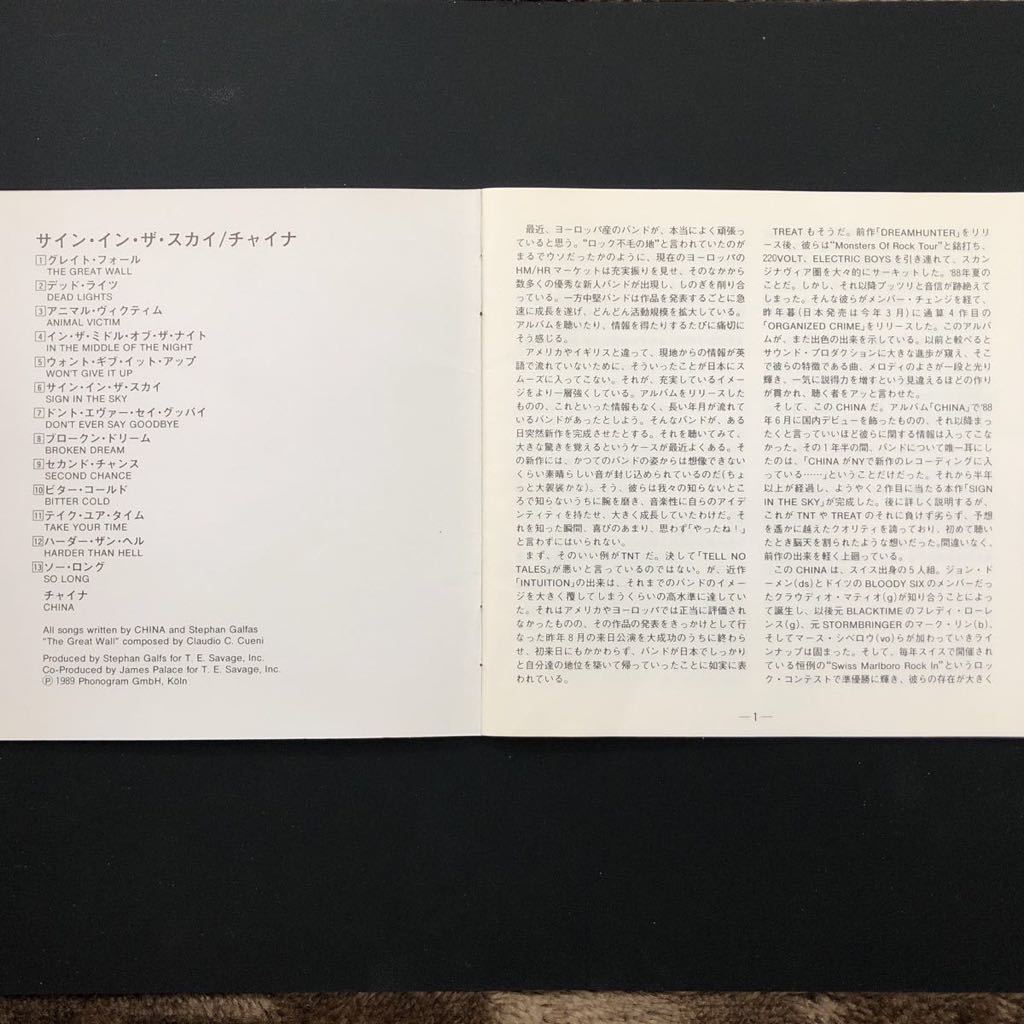 サイン・イン・ザ・スカイ/チャイナ
1 グレイト・フォール
THE GREAT WALL
2 デッド・ライツ
DEAD LIGHTS
3 アニマル・ヴィクティム
ANIMAL VICTIM
4 イン・ザ・ミドル・オブ・ザ・ナイト
IN THE MIDDLE OF THE NIGHT
5 ウォント・ギブ・イット・アップ
WON'T GIVE IT UP
6 サイン・イン・ザ・スカイ
SIGN IN THE SKY
7 ドント・エヴァー・セイ・グッバイ
DON'T EVER SAY GOODBYE
8 ブロークン・ドリーム
BROKEN DREAM
9 セカンド・チャンス
SECOND CHANCE
10 ビター・コールド
BITTER COLD
11 テイク・ユア・タイム
TAKE YOUR TIME
12 ハーダー・ザン・ヘル
HARDER THAN HELL
13 ソー・ロング
SO LONG
チャイナ
CHINA
All songs written by CHINA and Stephan Galfas
"The Great Wall" composed by Claudio C. Cueni
Produced by Stephan Galfs for T. E. Savage, Inc.
Co-Produced by James Palace for T. E. Savage, Inc.
Ⓟ 1989 Phonogram GmbH, Köln
最近、ヨーロッパ産のバンドが、本当によく頑張っ
ていると思う。"ロック不毛の地"と言われていたのが
まるでウソだったかのように、現在のヨーロッパの
HM/HRマーケットは充実振りを見せ、そのなかから
数多くの優秀な新人バンドが出現し、しのぎを削り合
っている。一方中堅バンドは作品を発表するごとに急
速に成長を遂げ、どんどん活動規模を拡大している。
アルバムを聴いたり、情報を得たりするたびに痛切に
そう感じる。
アメリカやイギリスと違って、現地からの情報が英
語で流れていないために、そういったことが日本にス
ムーズに入ってこない。それが、充実しているイメー
ジをより一層強くしている。アルバムをリリースした
ものの、これといった情報もなく、長い年月が流れて
いるバンドがあったとしよう。そんなバンドが、ある
日突然新作を完成させたとする。それを聴いてみて、
大きな驚きを覚えるというケースが最近よくある。そ
の新作には、かつてのバンドの姿からは想像できない
くらい素晴らしい音が封じ込められているのだ(ちょ
っと大袈裟かな)。そう、彼らは我々の知らないとこ
ろで知らないうちに腕を磨き、音楽性に自らのアイデ
ンティティを持たせ、大きく成長していたわけだ。そ
れを知った瞬間、喜びのあまり、思わず「やったね!」
と言わずにはいられない。
まず、そのいい例がTNTだ。決して「TELL NO
TALES」が悪いと言っているのではない。が、近作
「INTUITION」の出来は、それまでのバンドのイメージ
を大きく覆してしまうくらいの高水準に達してい
た。それはアメリカやヨーロッパでは正当に評価され
なかったものの、その作品の発表をきっかけとして行
なった昨年8月の来日公演を大成功のうちに終わら
せ、初来日にもかかわらず、バンドが日本でしっかり
と自分達の地位を築いて帰っていったことに如実に表
われている。
TREATもそうだ。前作「DREAMHUNTER」をリリ
ース後、彼らは"Monsters Of Rock Tour"と銘打ち、
220VOLT、ELECTRIC BOYSを引き連れて、スカン
ジナヴィア圏を大々的にサーキットした。'88年夏の
ことだ。しかし、それ以降プッツリと音信が跡絶えて
しまった。そんな彼らがメンバー・チェンジを経て、
昨年暮(日本発売は今年3月)に通算4作目の
「ORGANIZED CRIME」をリリースした。このアルバ
ムが、また出色の出来を示している。以前と較べると
サウンド・プロダクションに大きな進歩が窺え、そこ
で彼らの特徴である曲、メロディのよさが一段と光り
輝き、一気に説得力を増すという見違えるほどの作り
が貫かれ、聴く者をアッと言わせた。
そして、このCHINAだ。アルバム「CHINA」で'88
年6月に国内デビューを飾ったものの、それ以降まっ
たくと言っていいほど彼らに関する情報は入ってこな
かった。その1年半の間、バンドについて唯一耳にし
たのは、「CHINAがNYで新作のレコーディングに入
っている……」ということだけだった。それから半年
以上が経過し、ようやく2作目に当たる本作「SIGN
IN THE SKY」が完成した。後に詳しく説明するが、
これがTNTやTREATのそれに負けず劣らず、予想
を遥かに越えたクオリティを誇っており、初めて聴い
たとき脳天を割られたような想いだった。間違いなく、
前作の出来を軽く上廻っている。
このCHINAは、スイス出身の5人組。ジョン・ド
ーメン(ds)とドイツのBLOODY SIXのメンバーだっ
たクラウディオ・マティオ(g)が知り合うことによっ
て誕生し、以後元BLACKTIMEのフレディ・ローレ
ンス(g)、元STORMBRINGERのマーク・リン(b)、
そしてマース・シベロウ(vo)らが加わっていきライ
ンナップは固まった。そして、毎年スイスで開催され
ている恒例の"Swiss Marlboro Rock In"というロッ
ク・コンテストで準優勝に輝き、彼らの存在が大きく
—1—